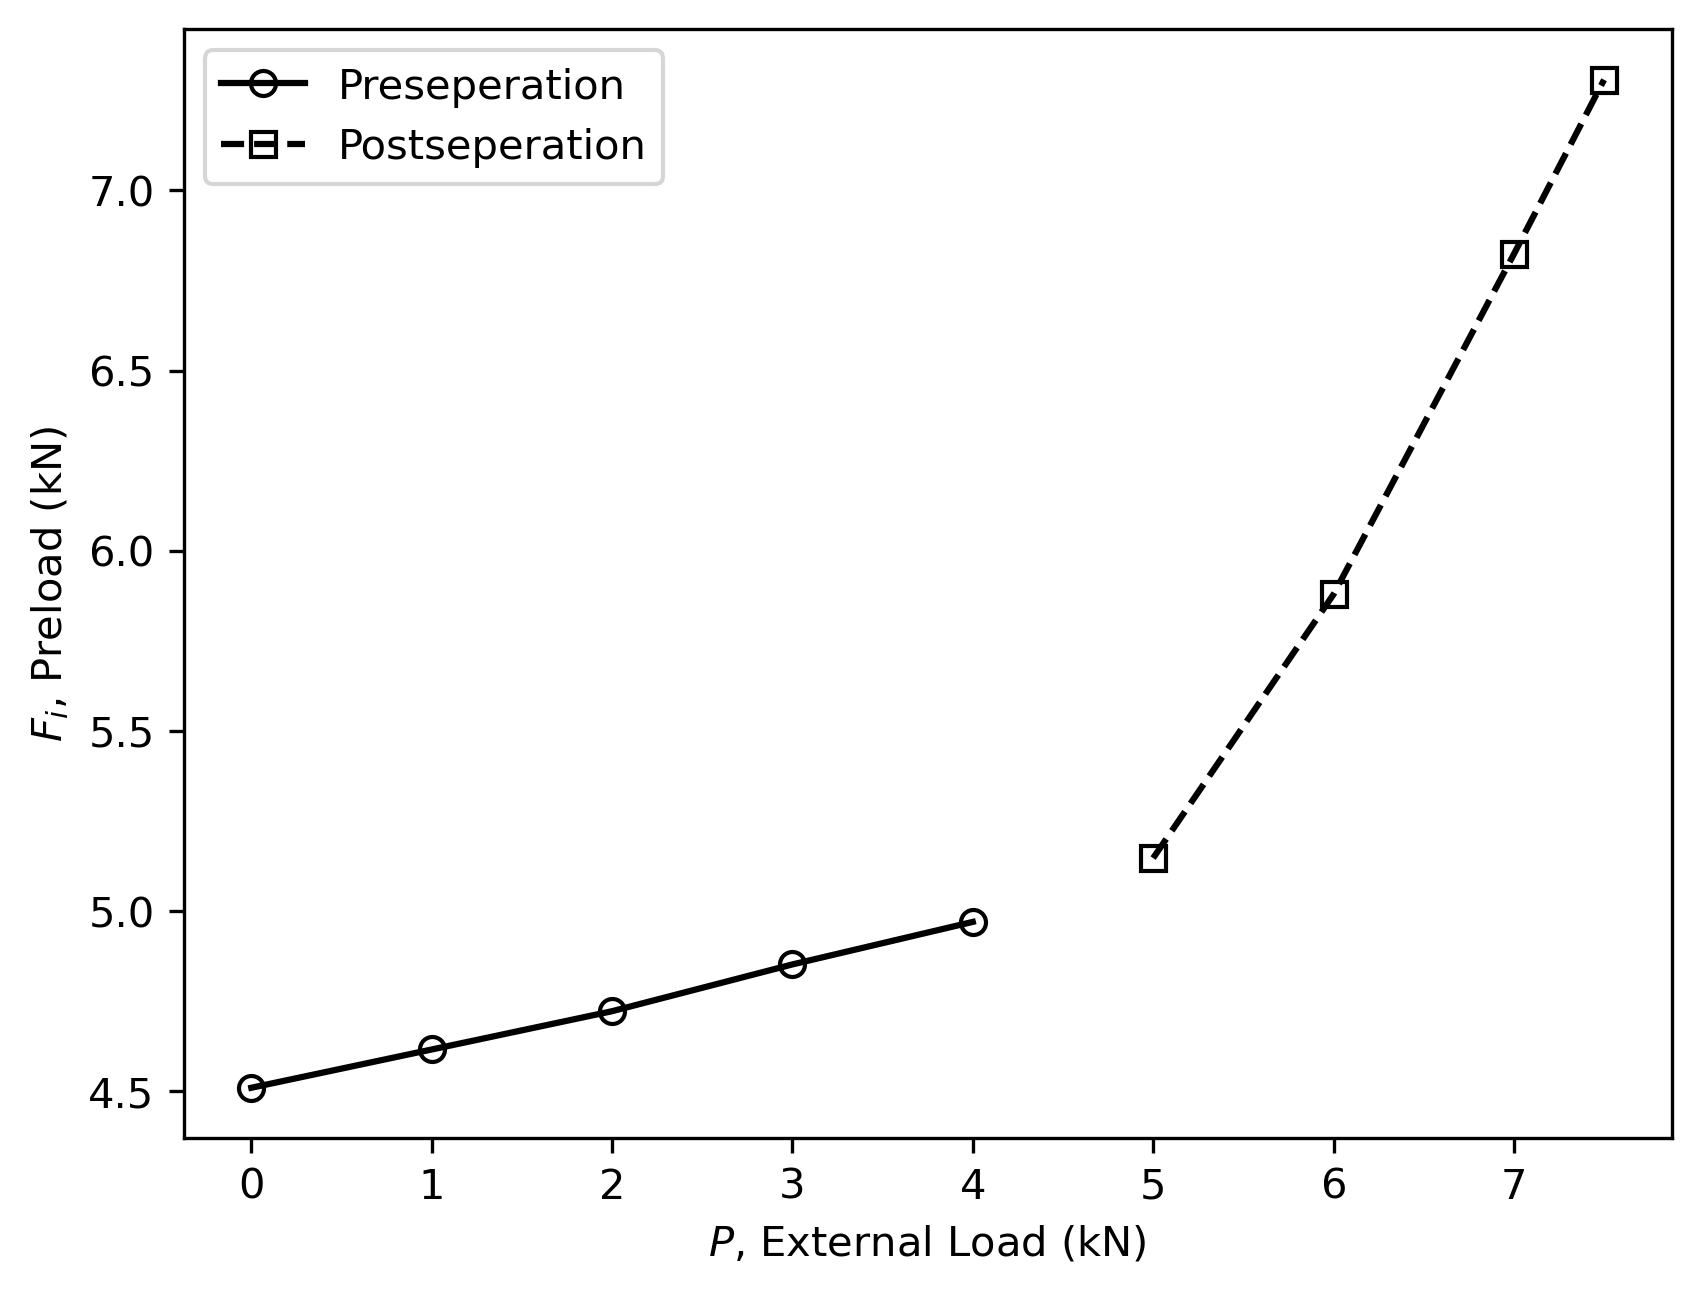 Preseperation
Postseperation
7.0
6.5
6.0
5.5
5.0
4.5
F_i, Preload (kN)
0 1 2 3 4 5 6 7
P, External Load (kN)